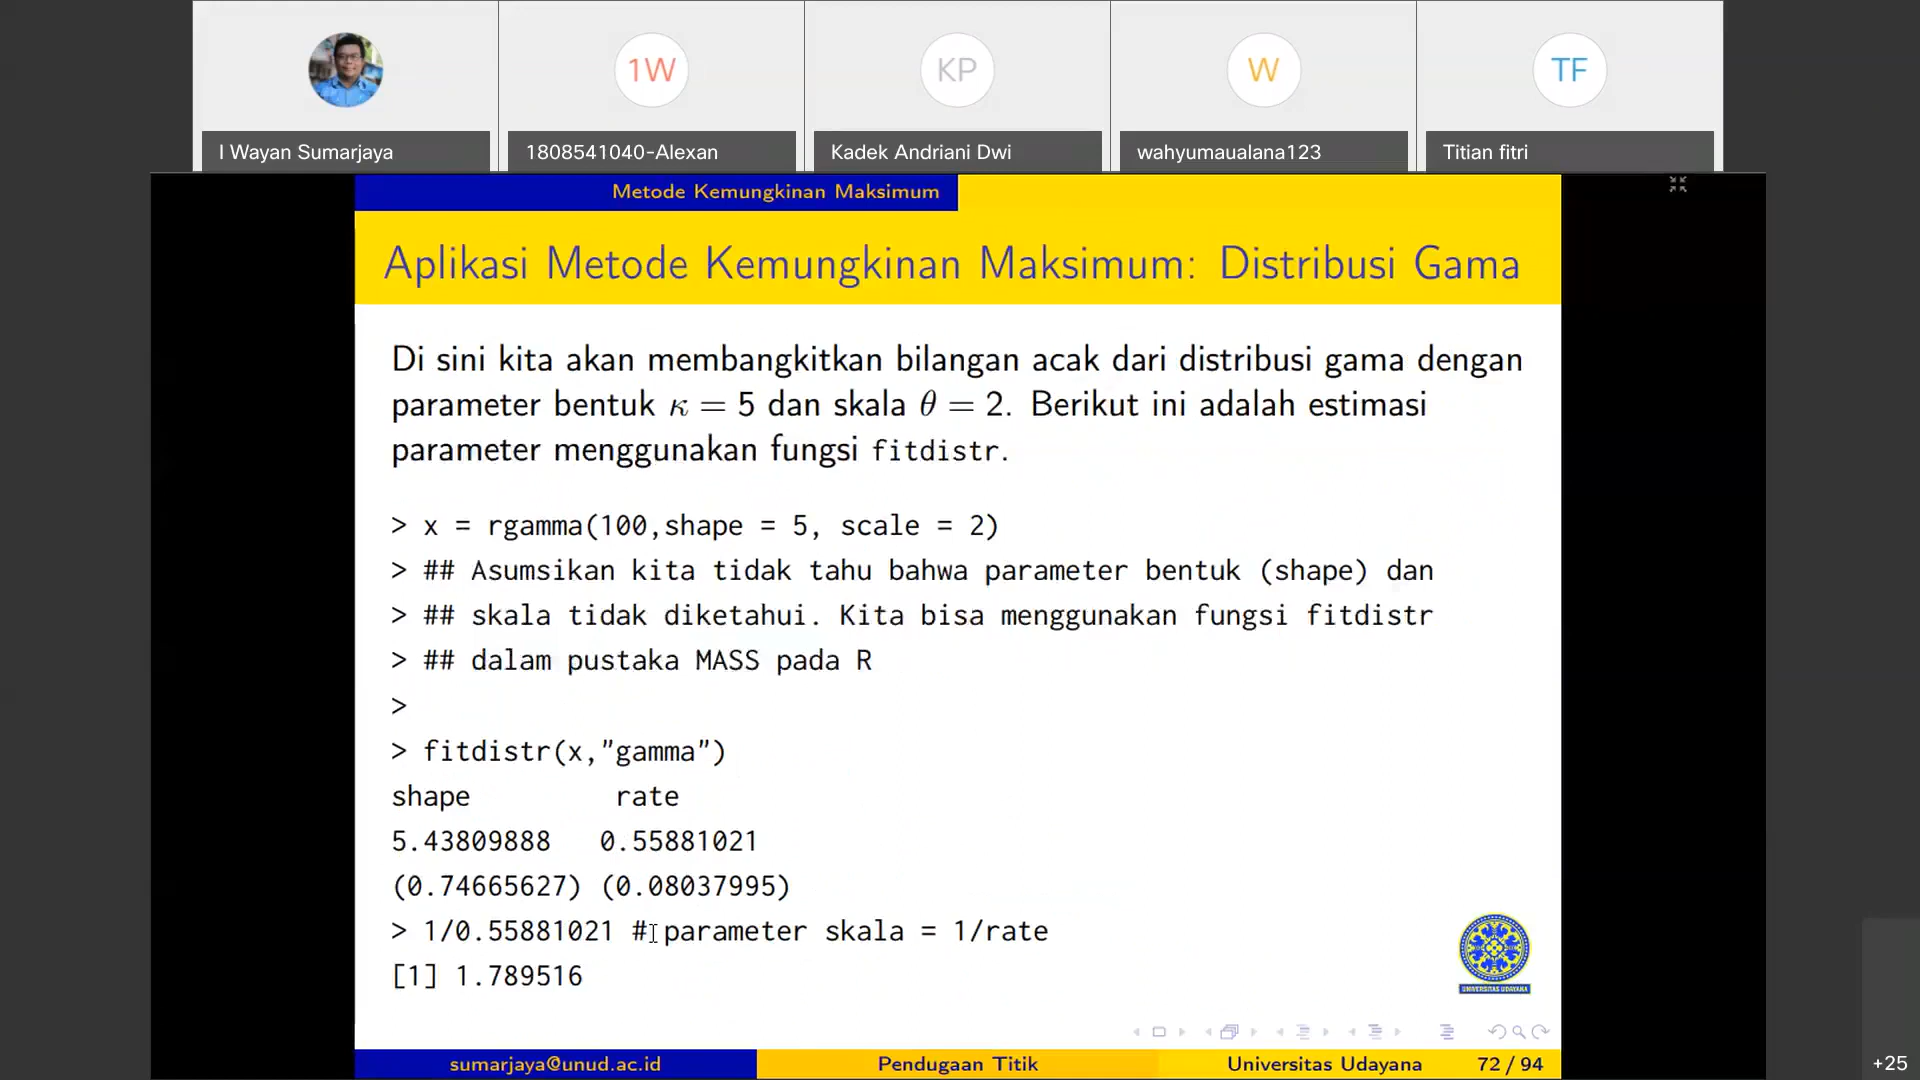 1W
KP
W
TF
I Wayan Sumarjaya
1808541040-Alexan
Kadek Andriani Dwi
wahyumaualana123
Titian fitri
Metode Kemungkinan Maksimum
Aplikasi Metode Kemungkinan Maksimum: Distribusi Gama
Di sini kita akan membangkitkan bilangan acak dari distribusi gama dengan
parameter bentuk κ = 5 dan skala θ = 2. Berikut ini adalah estimasi
parameter menggunakan fungsi fitdistr.
> x = rgamma(100,shape = 5, scale = 2)
> ## Asumsikan kita tidak tahu bahwa parameter bentuk (shape) dan
> ## skala tidak diketahui. Kita bisa menggunakan fungsi fitdistr
> ## dalam pustaka MASS pada R
>
> fitdistr(x,"gamma")
shape rate
5.43809888 0.55881021
(0.74665627) (0.08037995)
> 1/0.55881021 # parameter skala = 1/rate
[1] 1.789516
UNIVERSITAS UDAYANA
sumarjaya@unud.ac.id Pendugaan Titik Universitas Udayana 72 / 94
+25